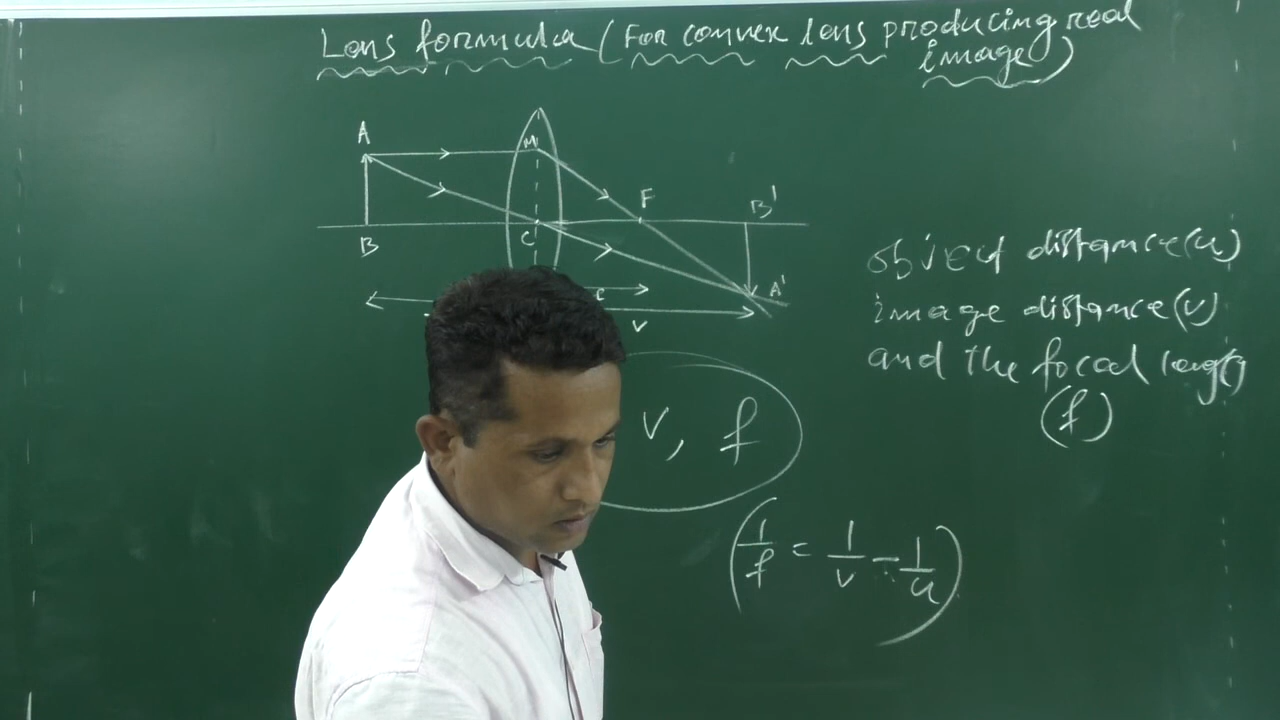 Lens formula (For convex lens producing real
image)
A
M
F
B'
B
C
A'
v
object distance (u)
image distance (v)
and the focal length
(f)
v, f
1/f = 1/v - 1/u